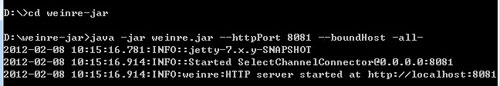 D:\>cd weinre-jar
D:\weinre-jar>java -jar weinre.jar --httpPort 8081 --boundHost -all-
2012-02-08 10:15:16.781:INFO::jetty-7.x.y-SNAPSHOT
2012-02-08 10:15:16.914:INFO::Started SelectChannelConnector@0.0.0.0:8081
2012-02-08 10:15:16.914:INFO:weinre:HTTP server started at http://localhost:8081